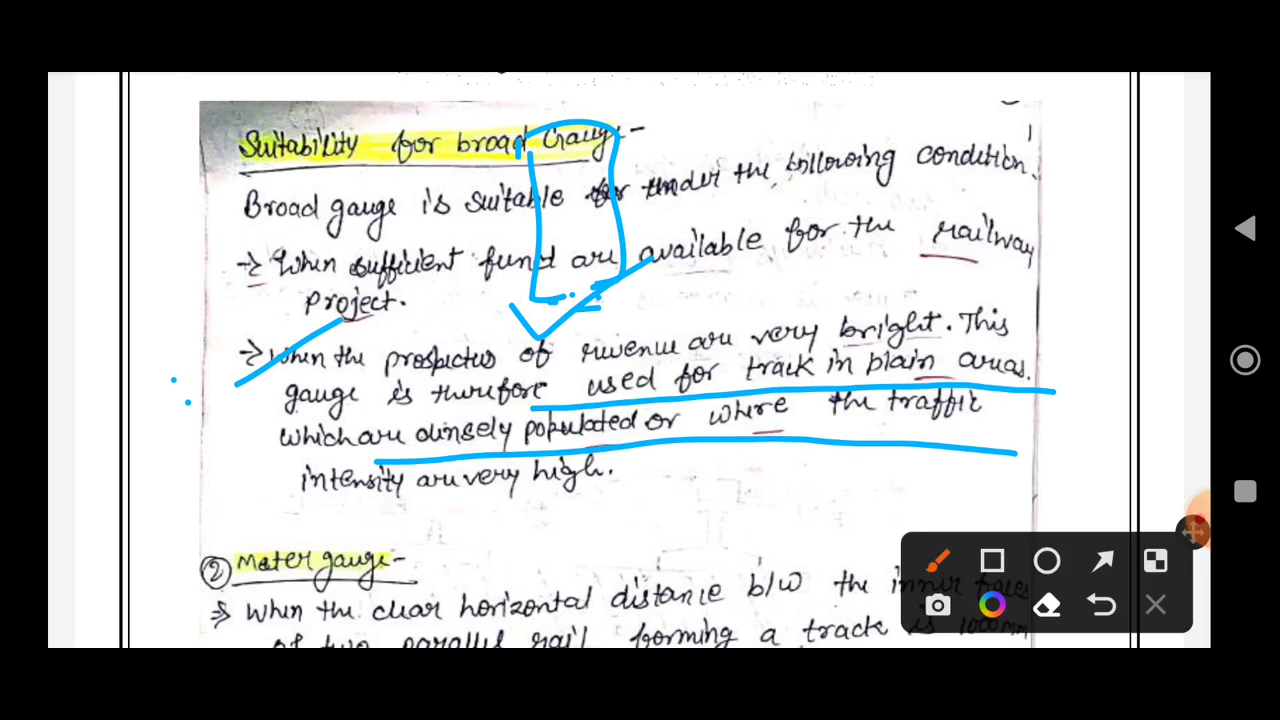 Suitability for broad Gauge -
Broad gauge is suitable for under the following condition.
→ When sufficient fund are available for the railway
project.
→ When the prospectus of revenue are very bright. This
gauge is therefore used for track in plain areas.
which are dinsely populated or where the traffic
intensity are very high.
② Meter gauge -
⇒ When the clear horizontal distance b/w the inner faces
of two parallel rail forming a track is 1000mm